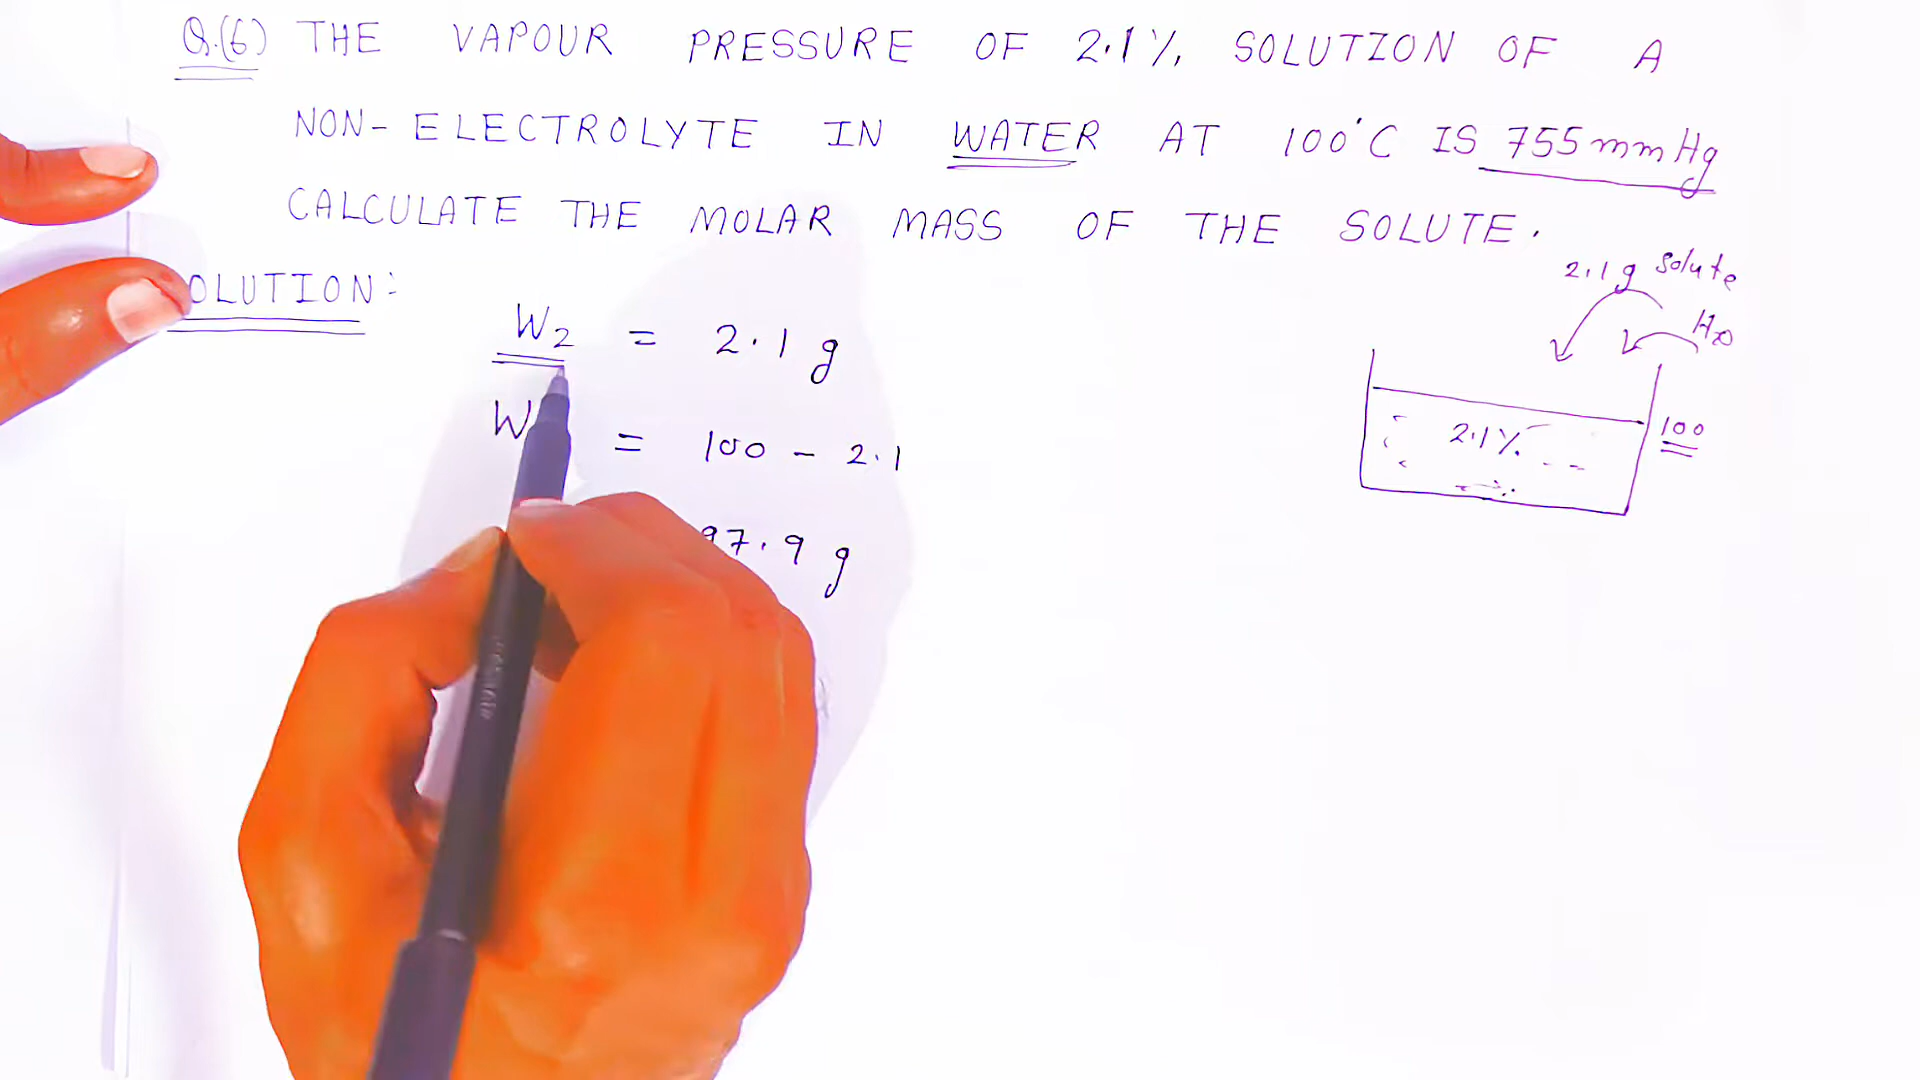 Q.(6) THE VAPOUR PRESSURE OF 2.1%. SOLUTION OF A
NON-ELECTROLYTE IN WATER AT 100°C IS 755 mm Hg
CALCULATE THE MOLAR MASS OF THE SOLUTE.
OLUTION:
2.1 g solute
H2O
W2 = 2.1 g
W = 100 - 2.1
2.1%.
100
97.9 g